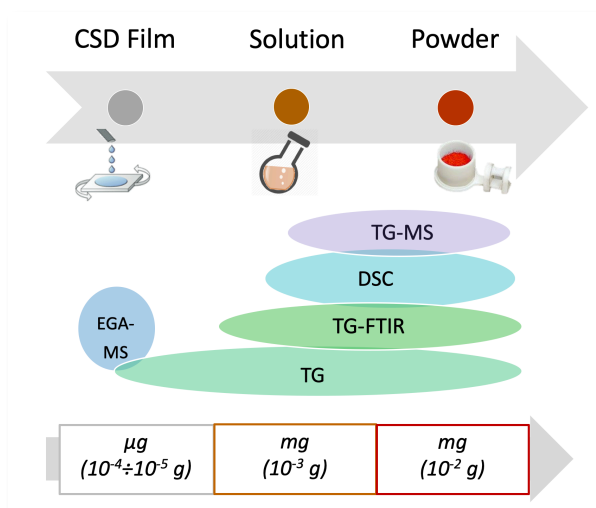 CSD Film
Solution
Powder
TG-MS
DSC
EGA-
MS
TG-FTIR
TG
µg
(10⁻⁴÷10⁻⁵ g)
mg
(10⁻³ g)
mg
(10⁻² g)